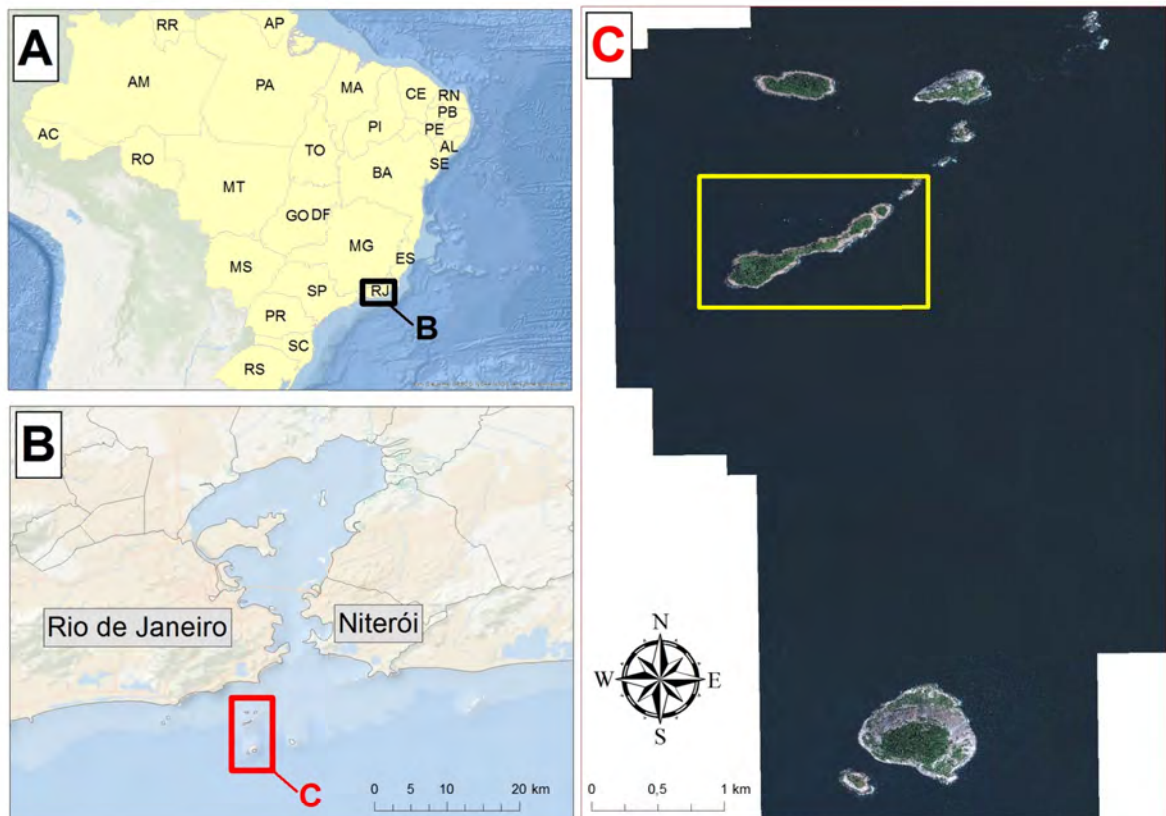 A
RR
AP
AM
PA
MA
CE
RN
PB
PI
PE
AL
SE
AC
RO
TO
BA
MT
GO
DF
MG
ES
MS
SP
RJ
PR
B
SC
RS
B
Rio de Janeiro
Niterói
C
0 5 10 20 km
C
N
W
E
S
0 0,5 1 km